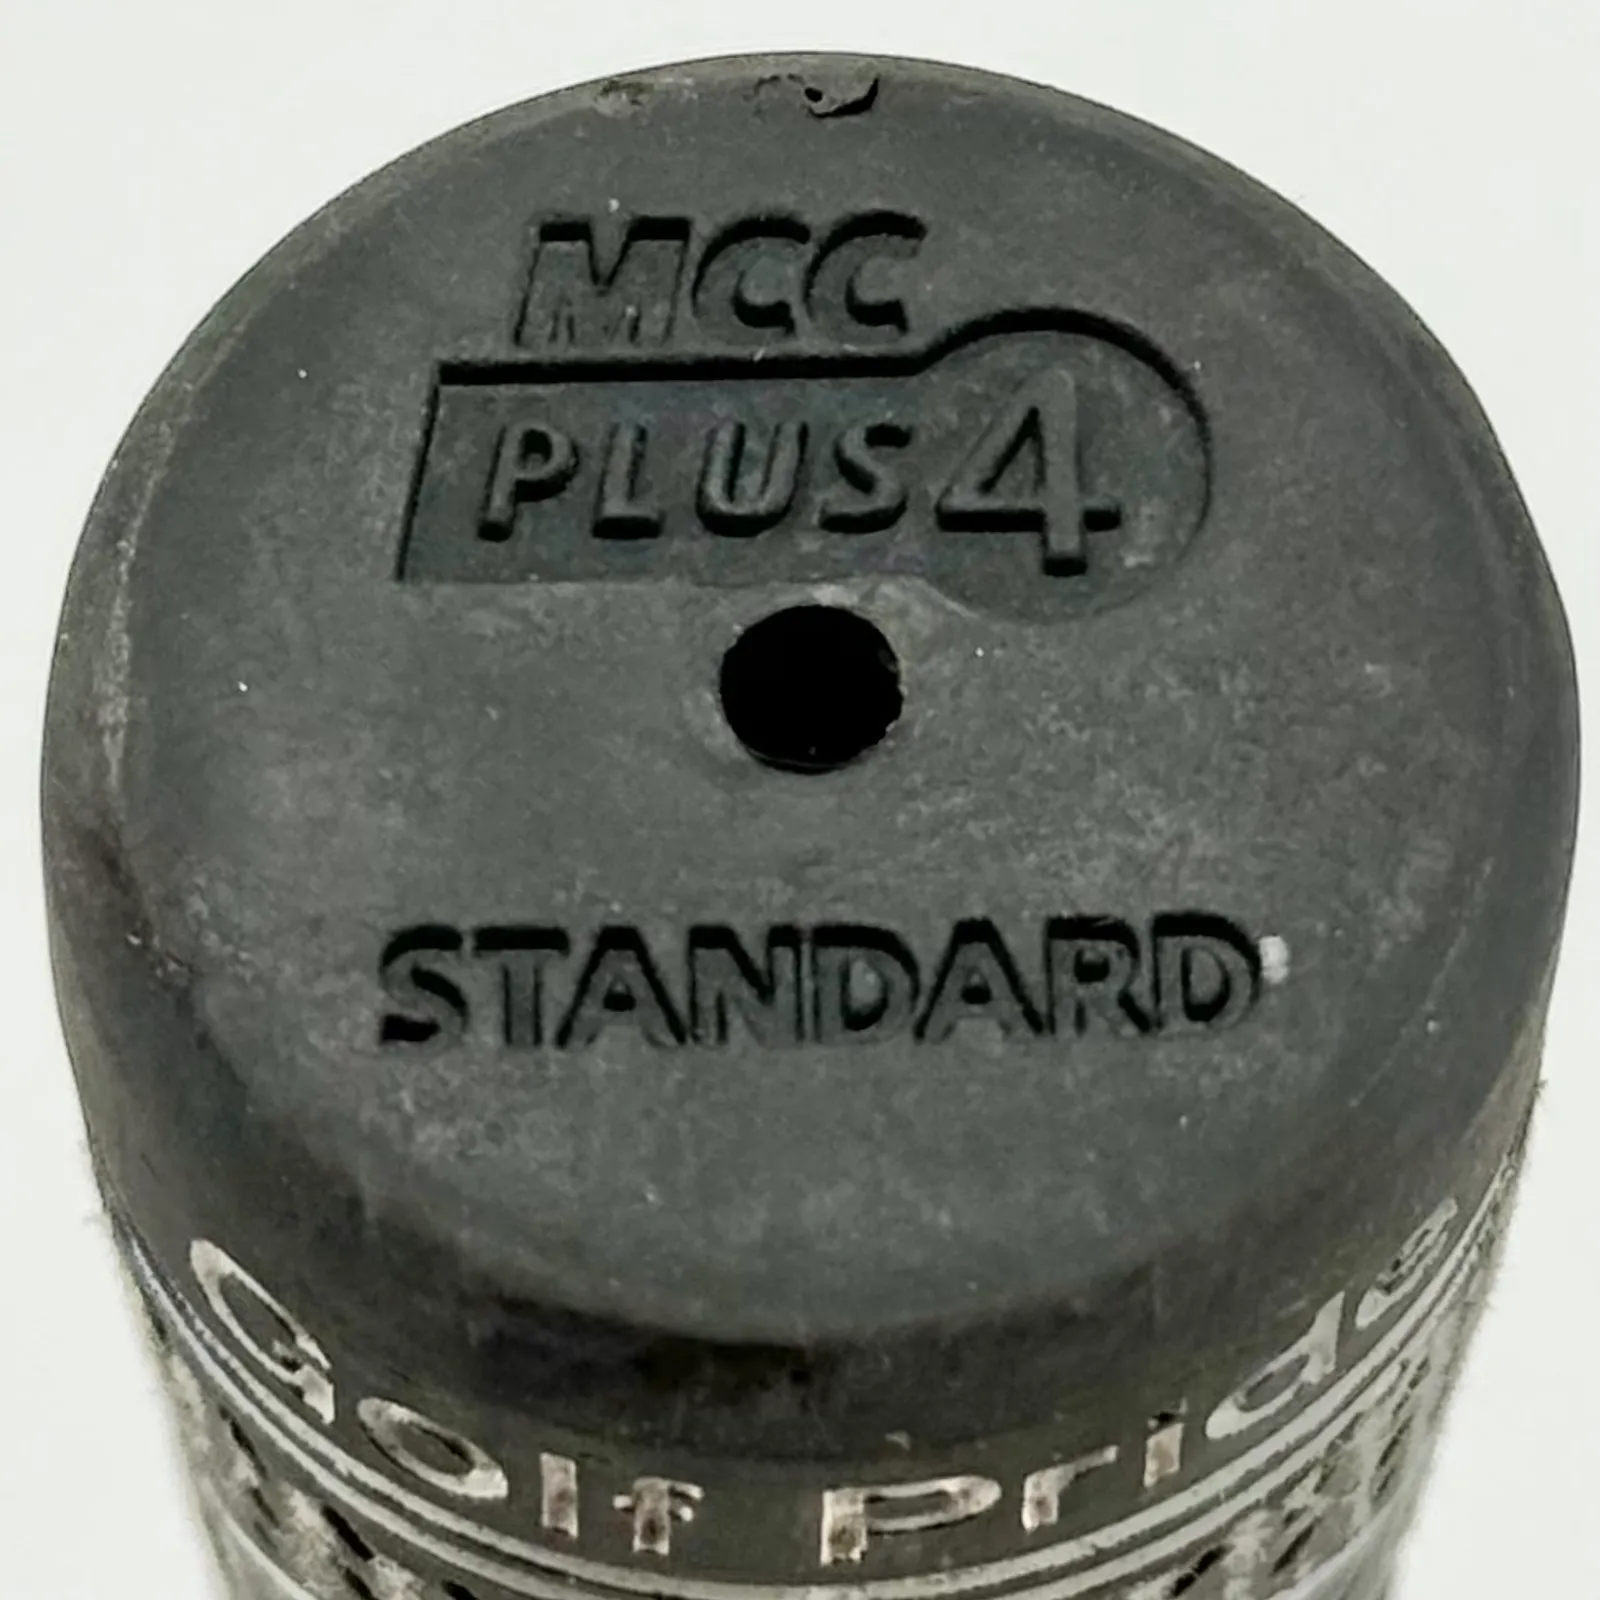 MCC
PLUS4
STANDARD
Golf Pride